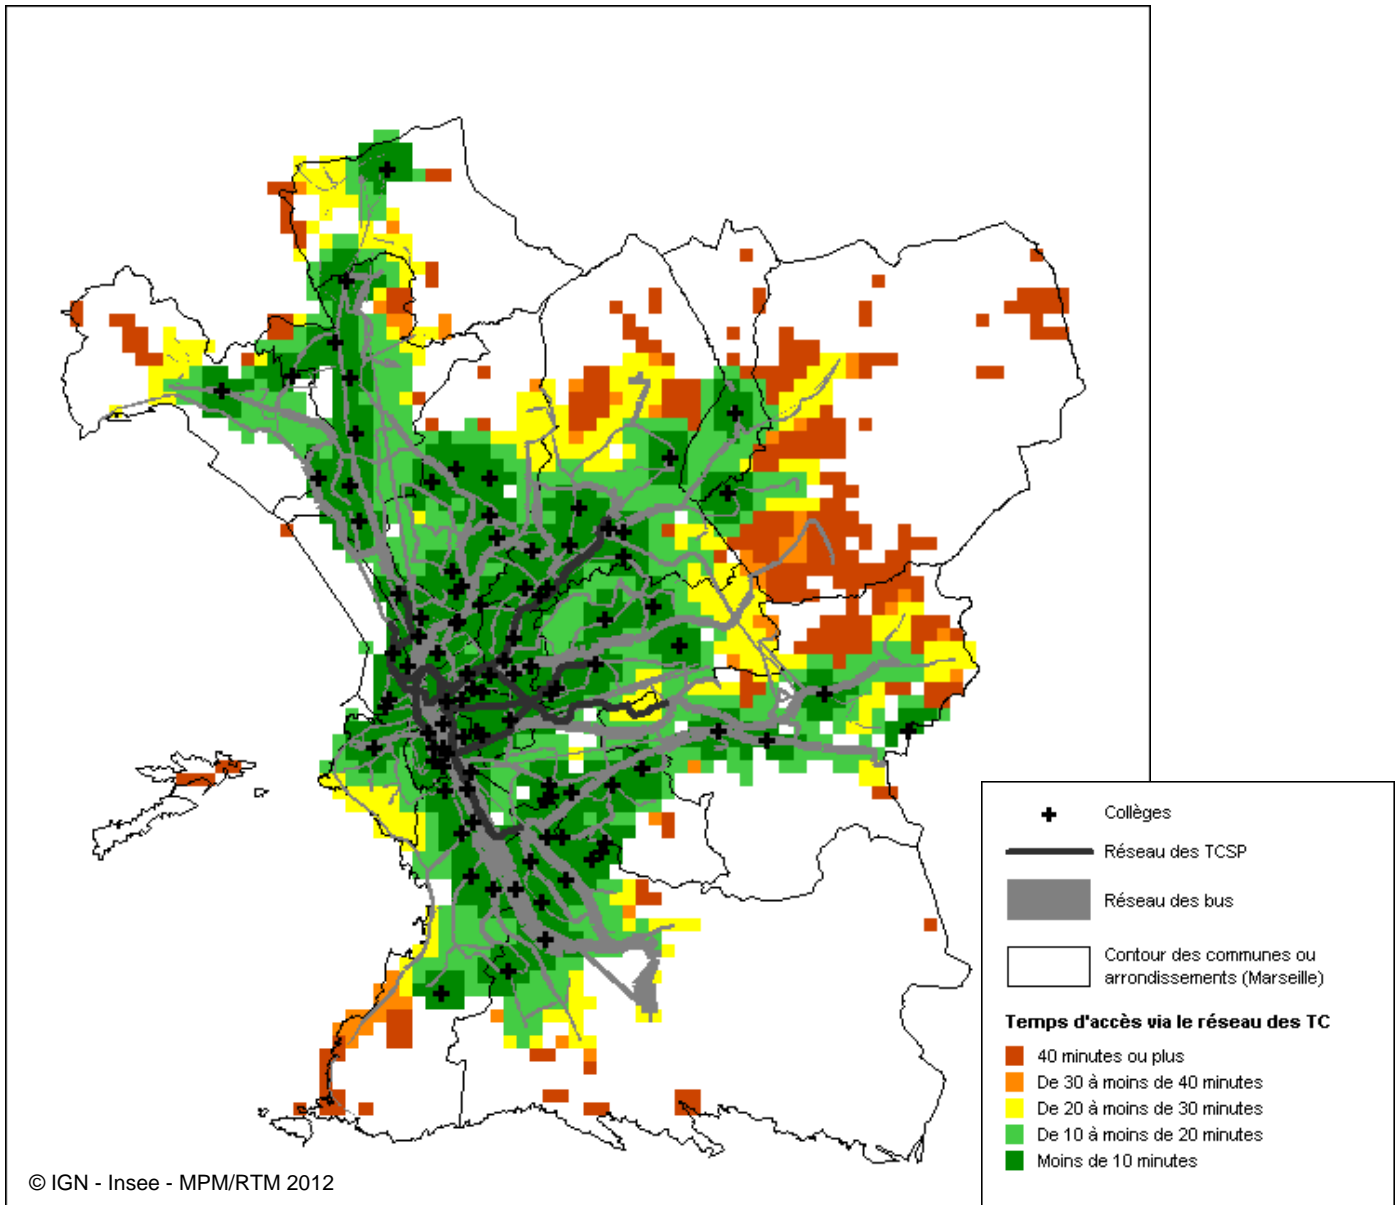 Collèges
Réseau des TCSP
Réseau des bus
Contour des communes ou
arrondissements (Marseille)
Temps d'accès via le réseau des TC
40 minutes ou plus
De 30 à moins de 40 minutes
De 20 à moins de 30 minutes
De 10 à moins de 20 minutes
Moins de 10 minutes
© IGN - Insee - MPM/RTM 2012